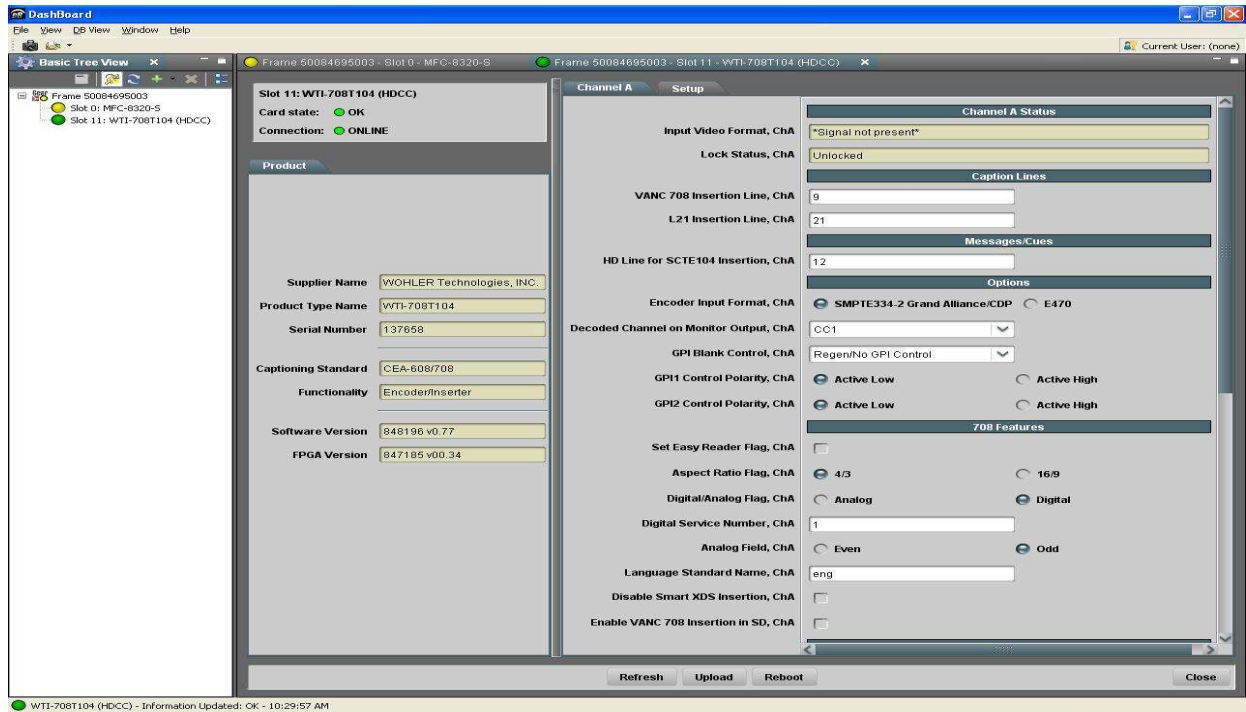 DashBoard
File View DB View Window Help
Current User: (none)
Basic Tree View
Frame 50084695003
Slot 0: MFC-8320-S
Slot 11: WTI-708T104 (HDCC)
Frame 50084695003 - Slot 0 - MFC-8320-S
Frame 50104695003 - Slot 11 - WTI-708T104 (HDCC)
Slot 11: WTI-708T104 (HDCC)
Card state: OK
Connection: ONLINE
Product
Supplier Name WOHLER Technologies, INC.
Product Type Name WTI-708T104
Serial Number 137658
Captioning Standard CEA-608/708
Functionality Encoder/Inserter
Software Version 848196 v0.77
FPGA Version 847185 v00.34
Channel A Setup
Channel A Status
Input Video Format, ChA *Signal not present*
Lock Status, ChA Unlocked
Caption Lines
VANC 708 Insertion Line, ChA 9
L21 Insertion Line, ChA 21
Messages/Cues
HD Line for SCTE104 Insertion, ChA 12
Options
Encoder Input Format, ChA SMPTE334-2 Grand Alliance/CDP E470
Decoded Channel on Monitor Output, ChA CC1
GPI Blank Control, ChA Regen/No GPI Control
GPI1 Control Polarity, ChA Active Low Active High
GPI2 Control Polarity, ChA Active Low Active High
708 Features
Set Easy Reader Flag, ChA
Aspect Ratio Flag, ChA 4/3 16/9
Digital/Analog Flag, ChA Analog Digital
Digital Service Number, ChA 1
Analog Field, ChA Even Odd
Language Standard Name, ChA eng
Disable Smart XDS Insertion, ChA
Enable VANC 708 Insertion in SD, ChA
Refresh Upload Reboot Close
WTI-708T104 (HDCC) - Information Updated: OK - 10:29:57 AM